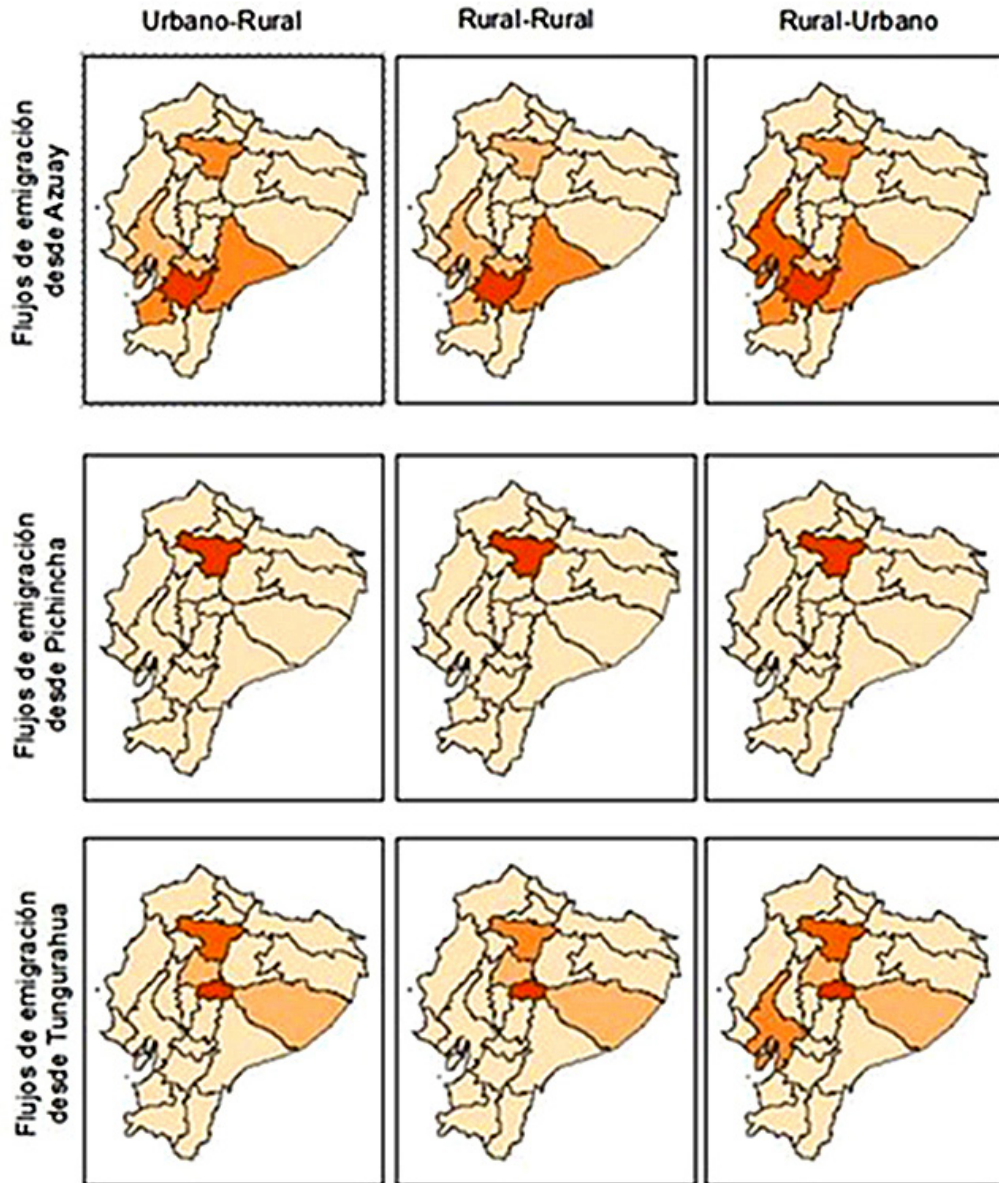 Urbano-Rural
Rural-Rural
Rural-Urbano
Flujos de emigración
desde Azuay
Flujos de emigración
desde Pichincha
Flujos de emigración
desde Tungurahua